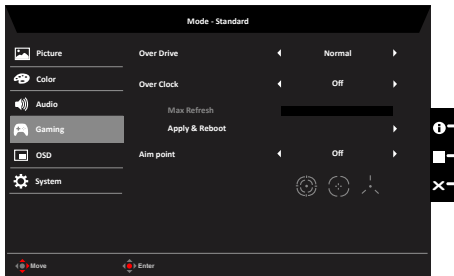 Mode - Standard
Picture
Over Drive Normal
Color
Over Clock Off
Audio
Max Refresh
Gaming
Apply & Reboot
OSD
Aim point Off
System
Move Enter